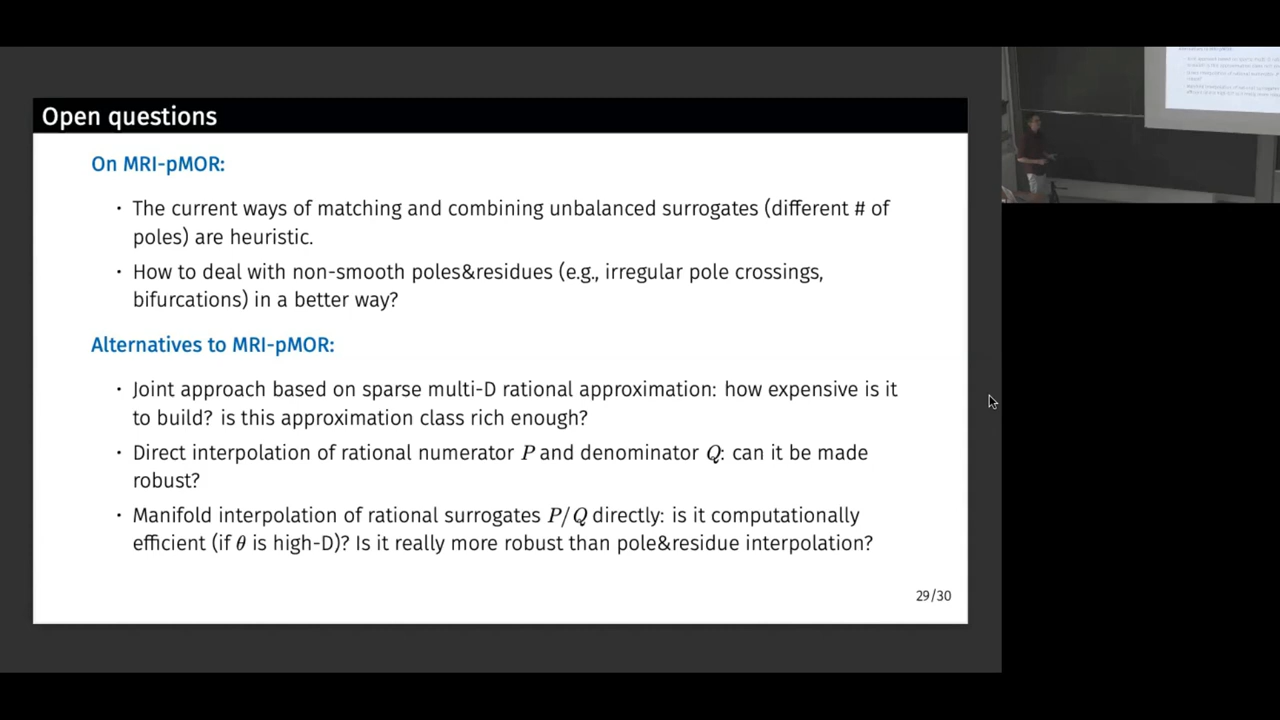 Open questions
On MRI-pMOR:
· The current ways of matching and combining unbalanced surrogates (different # of
poles) are heuristic.
· How to deal with non-smooth poles&residues (e.g., irregular pole crossings,
bifurcations) in a better way?
Alternatives to MRI-pMOR:
· Joint approach based on sparse multi-D rational approximation: how expensive is it
to build? is this approximation class rich enough?
· Direct interpolation of rational numerator P and denominator Q: can it be made
robust?
· Manifold interpolation of rational surrogates P/Q directly: is it computationally
efficient (if θ is high-D)? Is it really more robust than pole&residue interpolation?
29/30